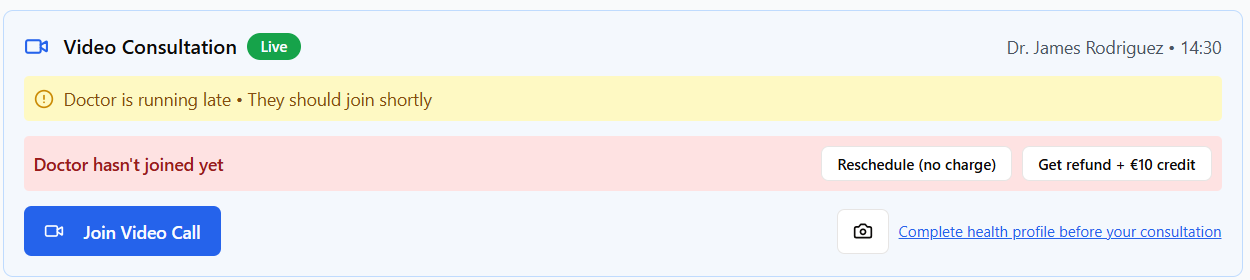 Video Consultation Live Dr. James Rodriguez • 14:30
Doctor is running late • They should join shortly
Doctor hasn't joined yet Reschedule (no charge) Get refund + €10 credit
Join Video Call Complete health profile before your consultation